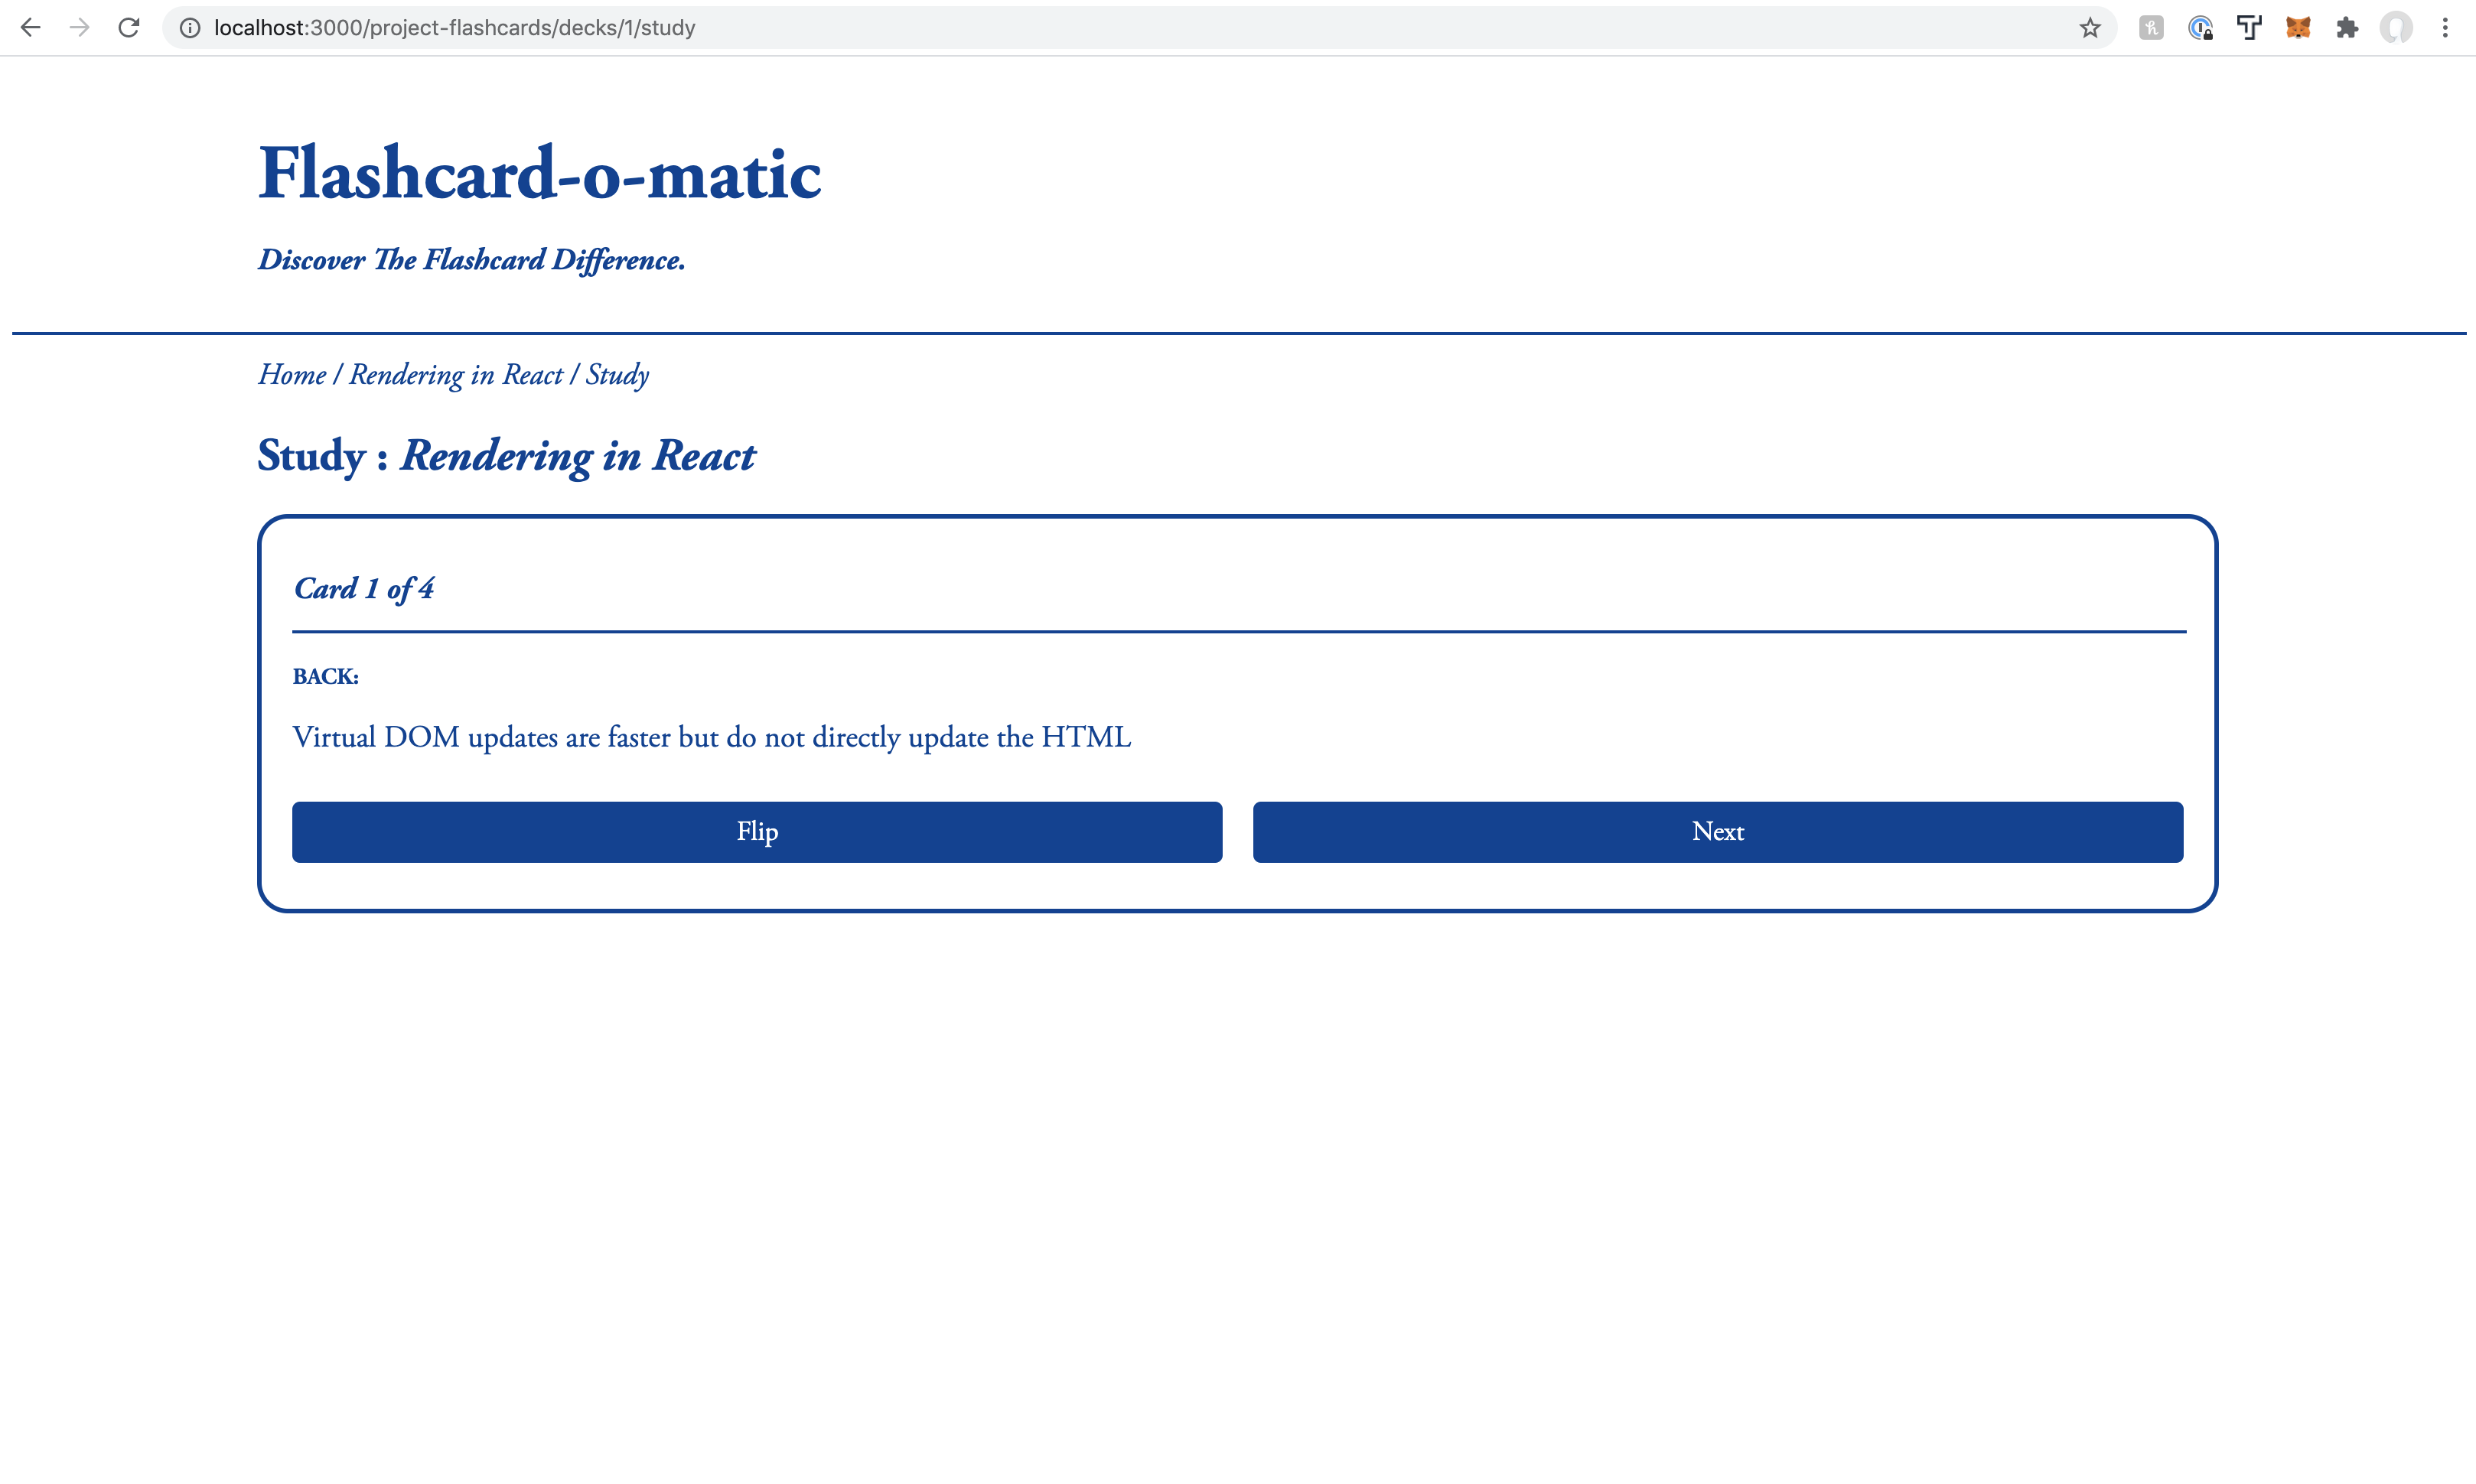 localhost:3000/project-flashcards/decks/1/study
Flashcard-o-matic
Discover The Flashcard Difference.
Home / Rendering in React / Study
Study : Rendering in React
Card 1 of 4
BACK:
Virtual DOM updates are faster but do not directly update the HTML
Flip
Next